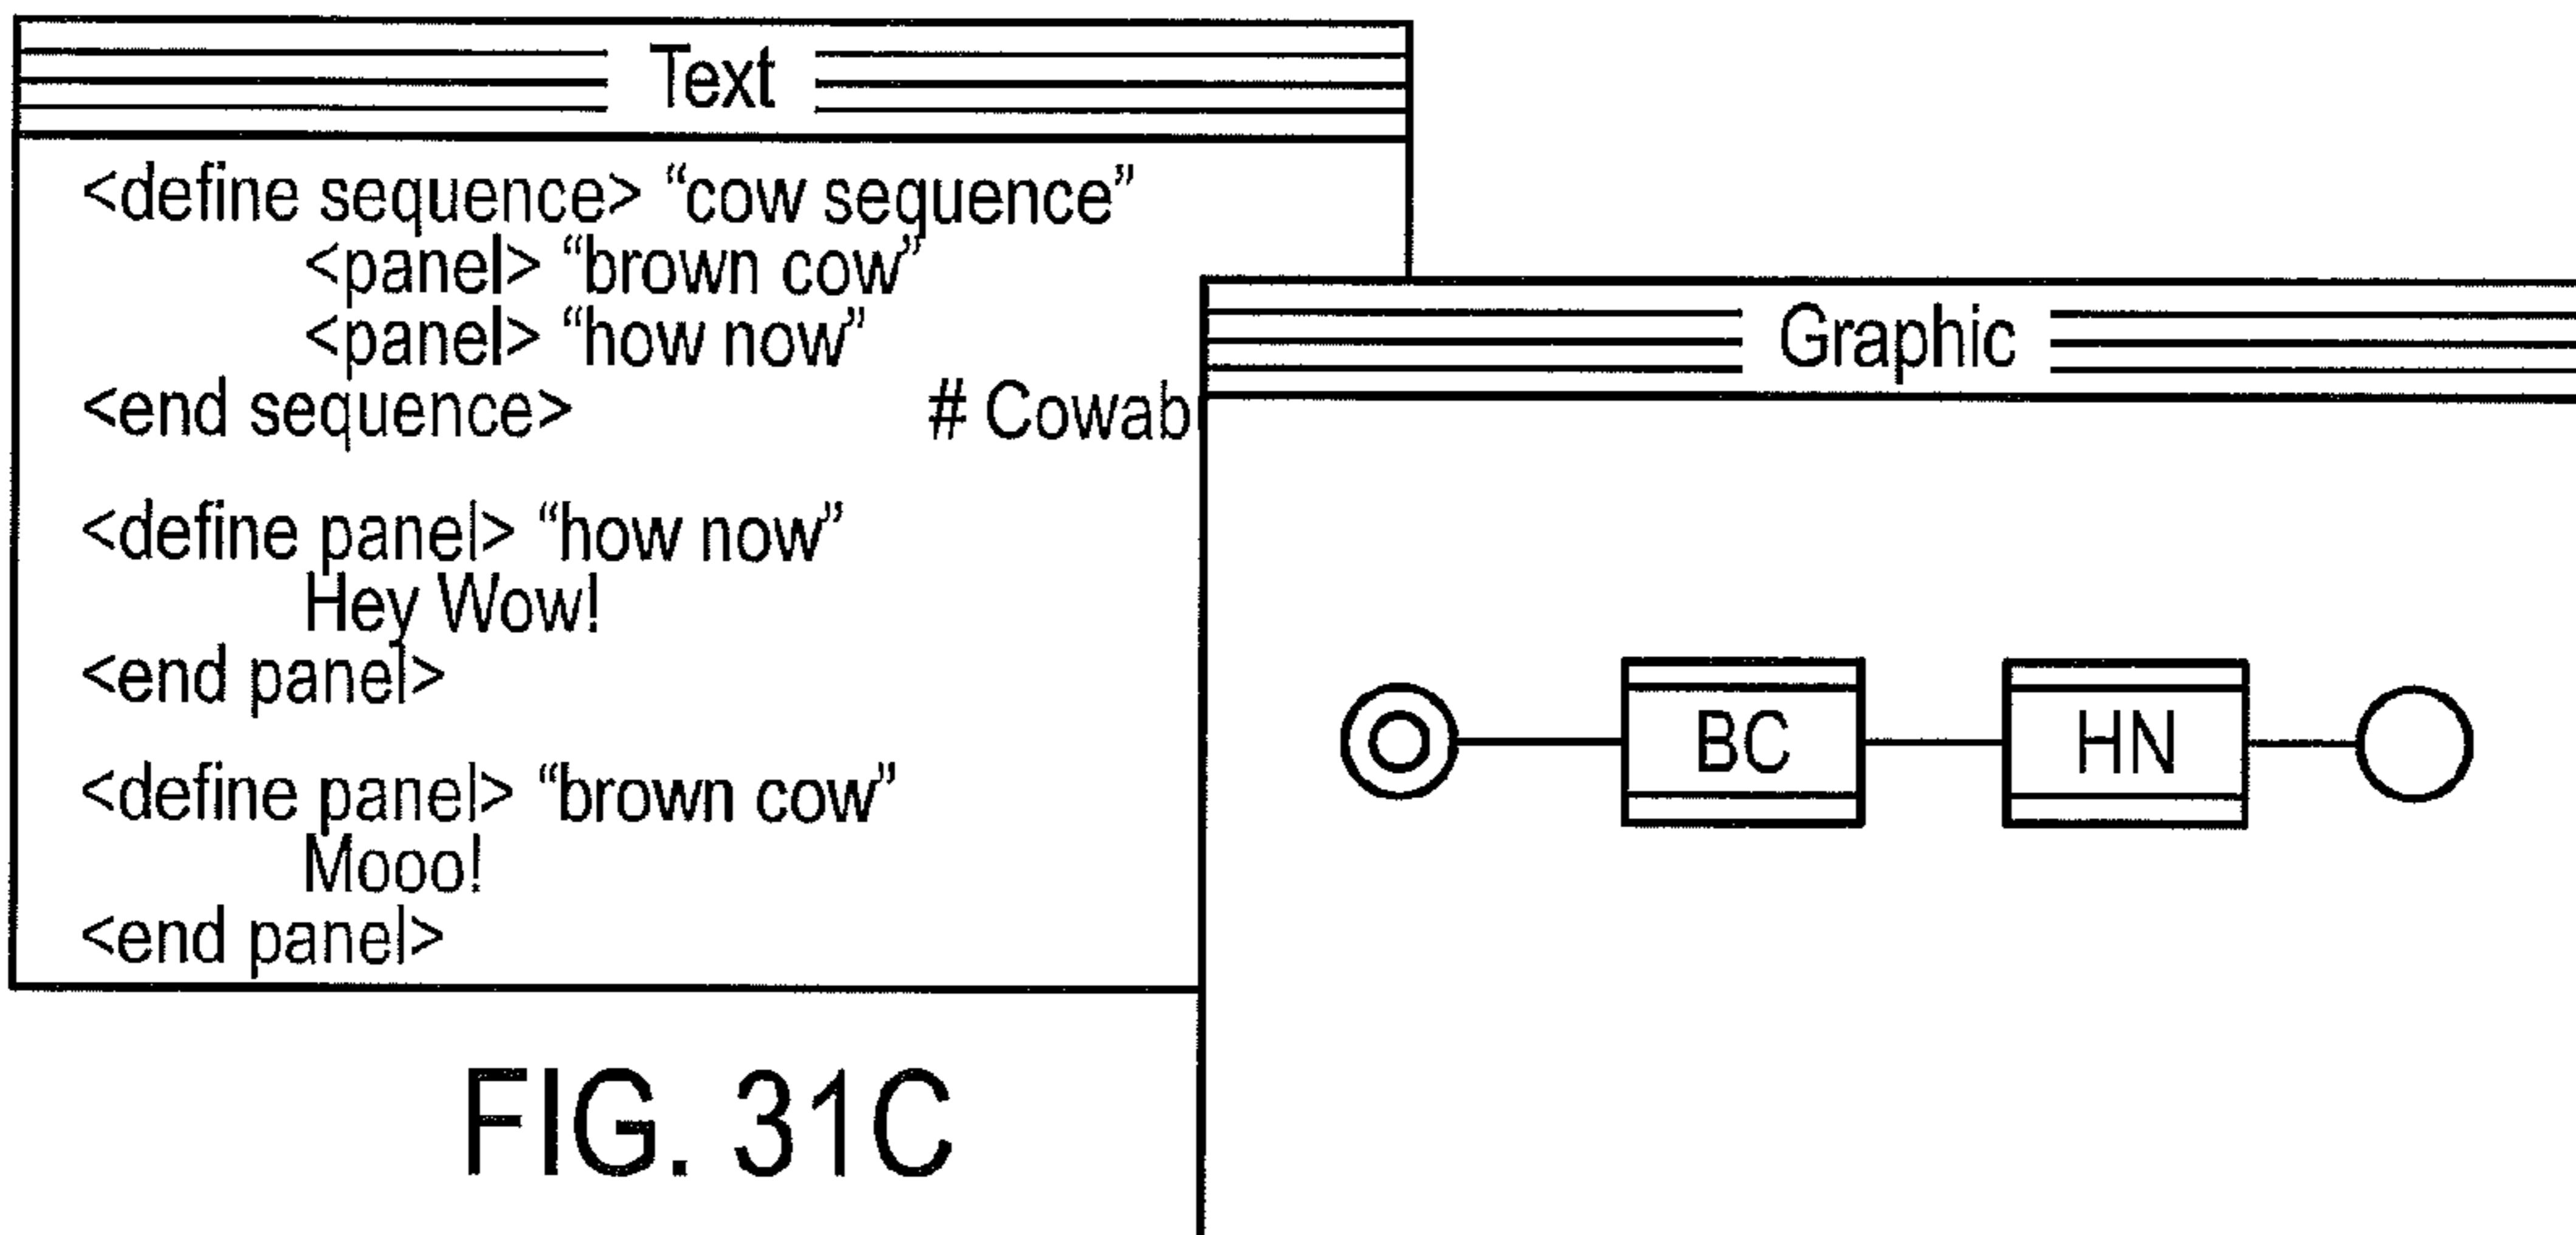 Text
<define sequence> “cow sequence”
<panel> “brown cow”
<panel> “how now”
<end sequence> # Cowab
<define panel> “how now”
Hey Wow!
<end panel>
<define panel> “brown cow”
Mooo!
<end panel>
Graphic
BC
HN
FIG. 31C